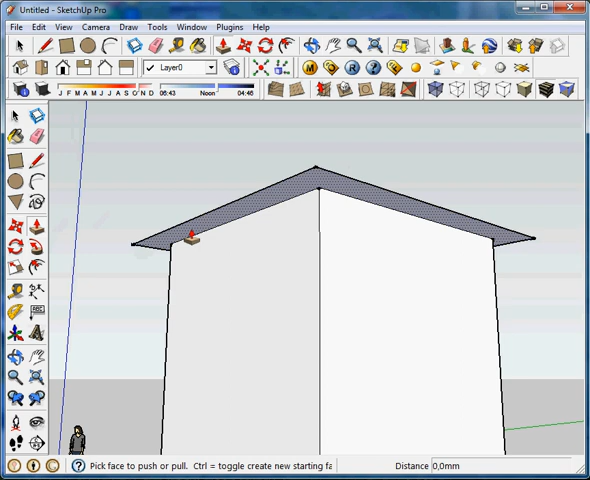 Untitled - SketchUp Pro
File Edit View Camera Draw Tools Window Plugins Help
Layer0
J F M A M J J A S O N D 06:43 Noon 04:46
Pick face to push or pull. Ctrl = toggle create new starting fa Distance 0,0mm